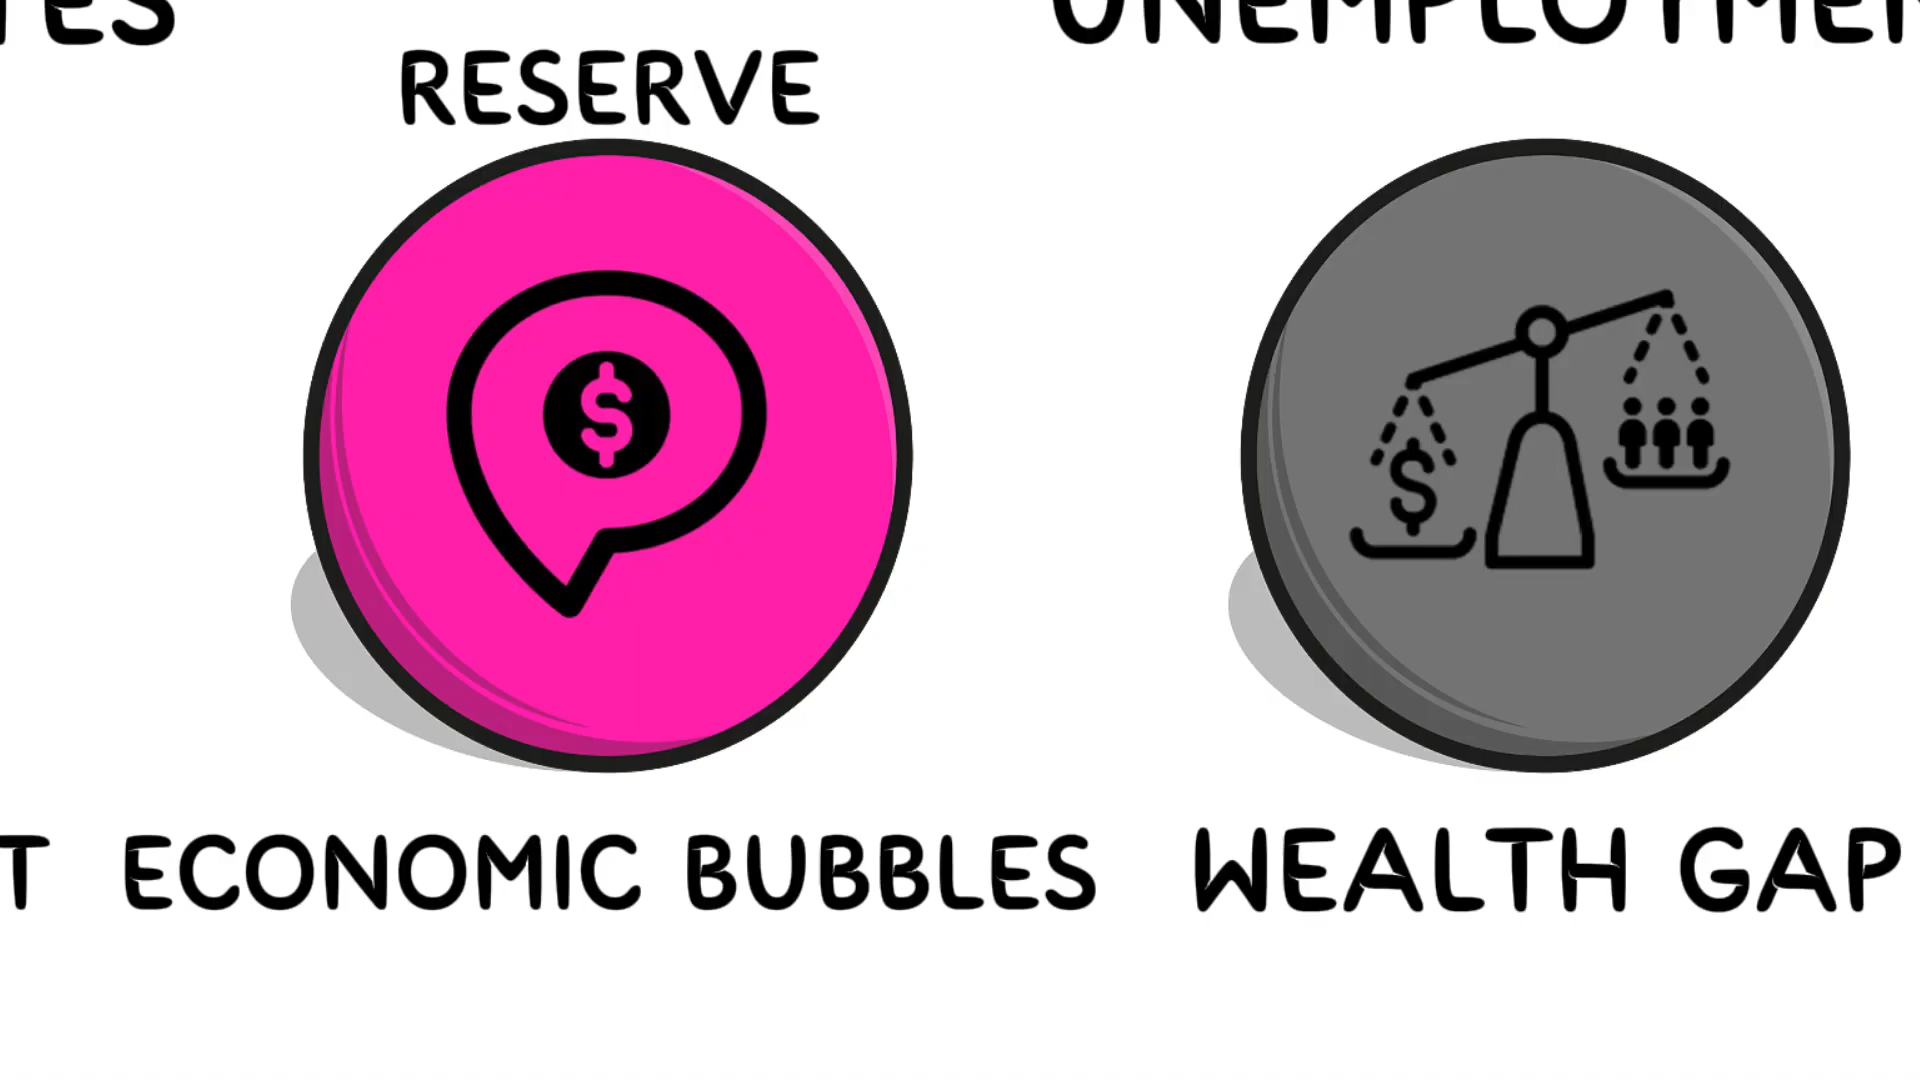 RESERVE
ECONOMIC BUBBLES
WEALTH GAP
$
$